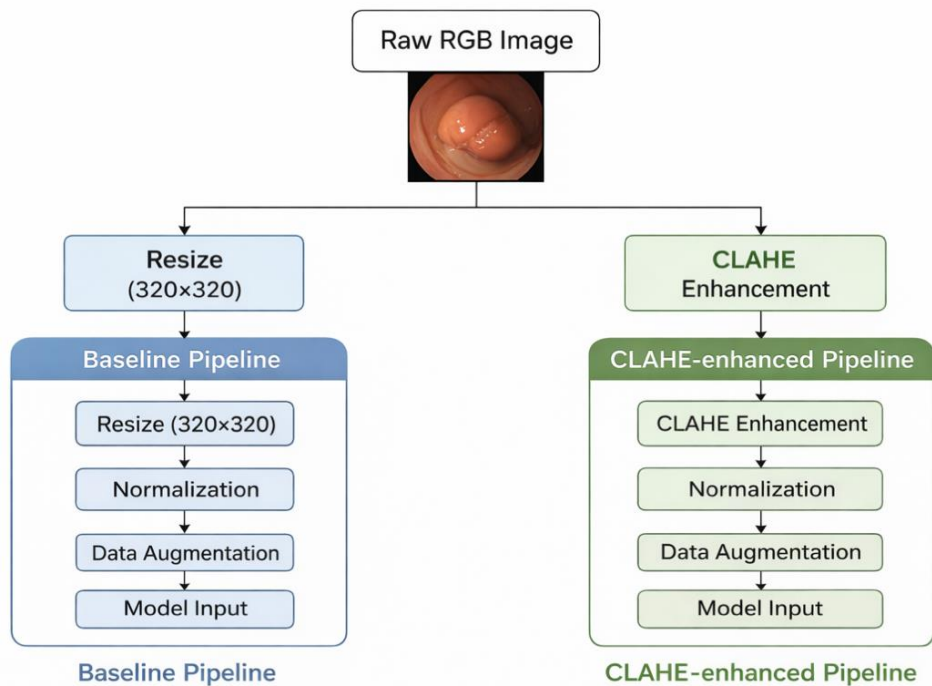 Raw RGB Image
Resize
(320×320)
Baseline Pipeline
Resize (320×320)
Normalization
Data Augmentation
Model Input
Baseline Pipeline
CLAHE
Enhancement
CLAHE-enhanced Pipeline
CLAHE Enhancement
Normalization
Data Augmentation
Model Input
CLAHE-enhanced Pipeline